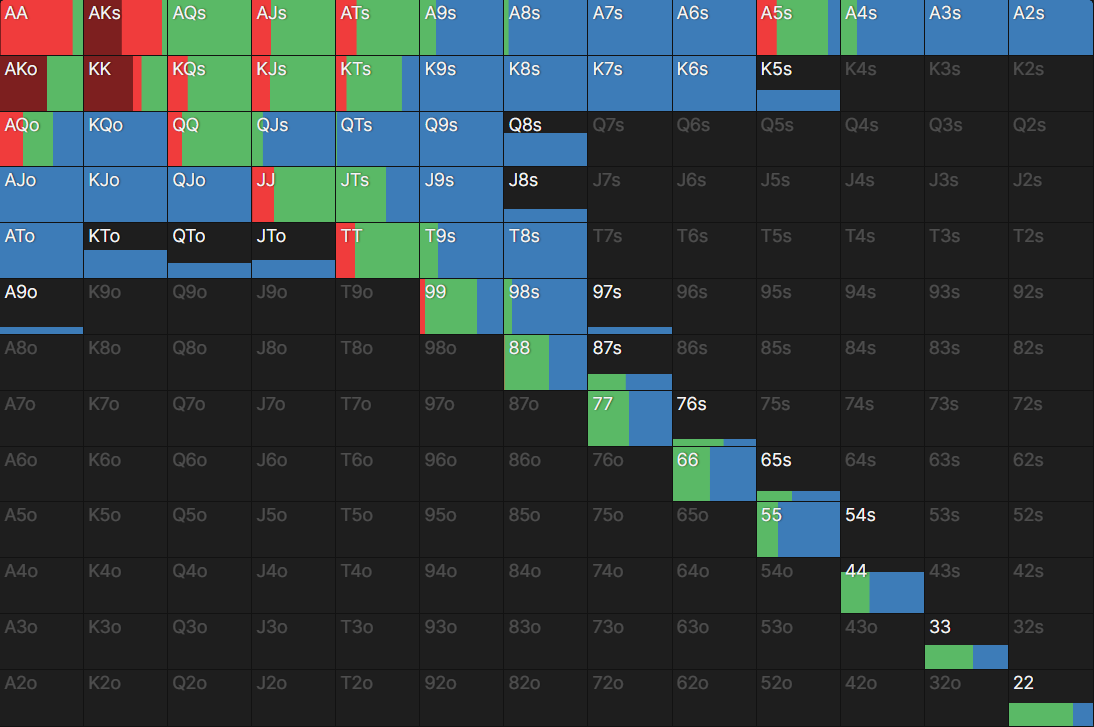 AA AKs AQs AJs ATs A9s A8s A7s A6s A5s A4s A3s A2s
AKo KK KQs KJs KTs K9s K8s K7s K6s K5s K4s K3s K2s
AQo KQo QQ QJs QTs Q9s Q8s Q7s Q6s Q5s Q4s Q3s Q2s
AJo KJo QJo JJ JTs J9s J8s J7s J6s J5s J4s J3s J2s
ATo KTo QTo JTo TT T9s T8s T7s T6s T5s T4s T3s T2s
A9o K9o Q9o J9o T9o 99 98s 97s 96s 95s 94s 93s 92s
A8o K8o Q8o J8o T8o 98o 88 87s 86s 85s 84s 83s 82s
A7o K7o Q7o J7o T7o 97o 87o 77 76s 75s 74s 73s 72s
A6o K6o Q6o J6o T6o 96o 86o 76o 66 65s 64s 63s 62s
A5o K5o Q5o J5o T5o 95o 85o 75o 65o 55 54s 53s 52s
A4o K4o Q4o J4o T4o 94o 84o 74o 64o 54o 44 43s 42s
A3o K3o Q3o J3o T3o 93o 83o 73o 63o 53o 43o 33 32s
A2o K2o Q2o J2o T2o 92o 82o 72o 62o 52o 42o 32o 22